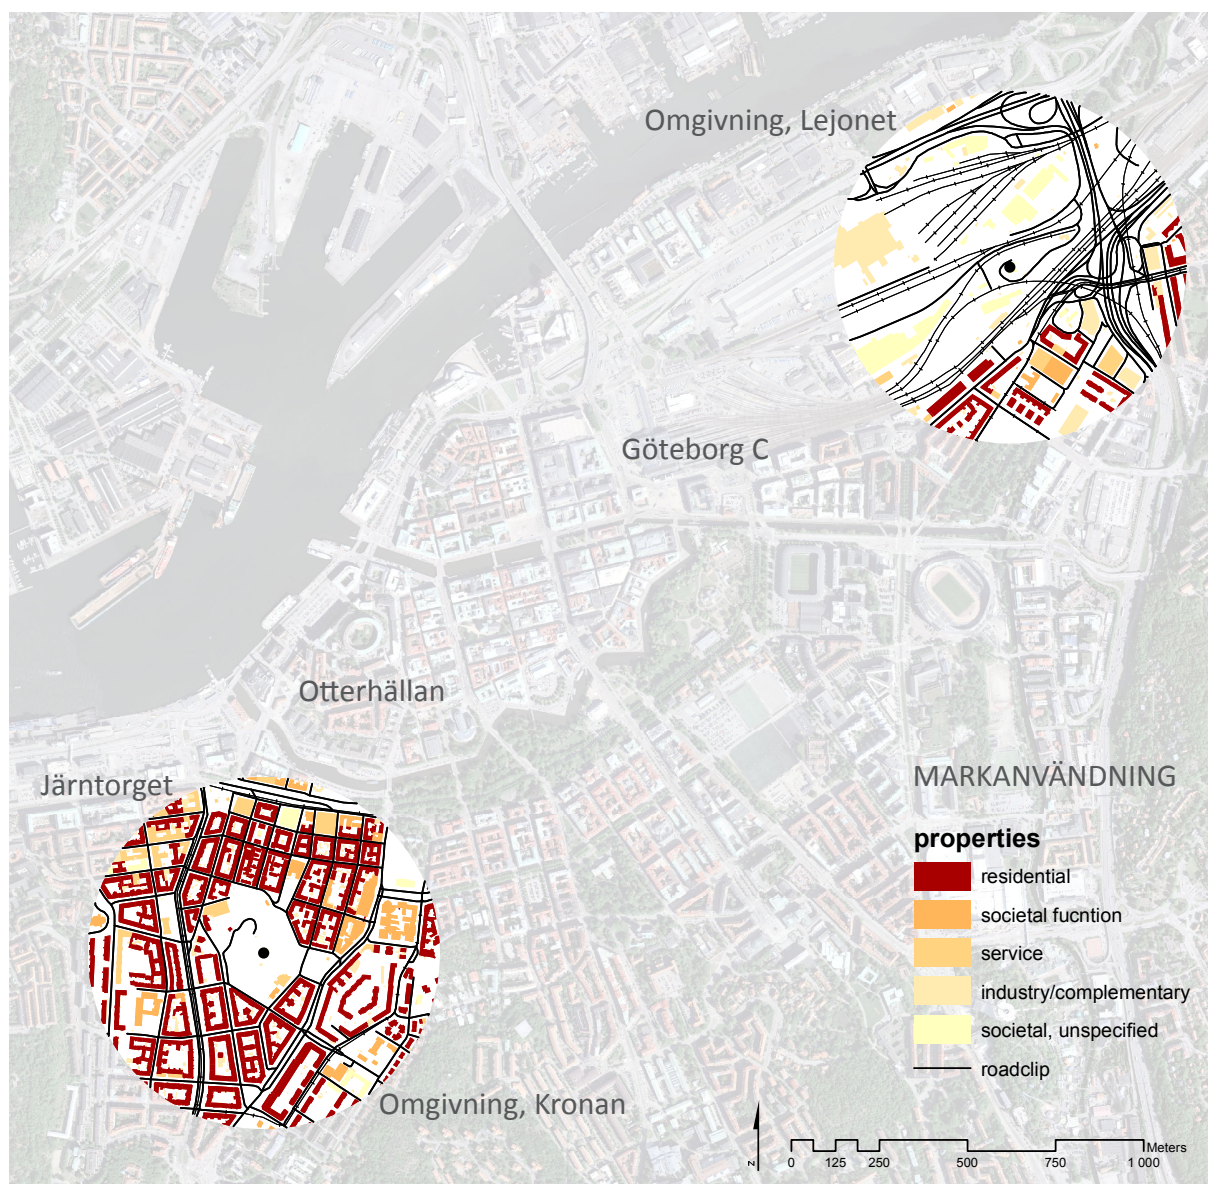 Omgivning, Lejonet
Göteborg C
Otterhällan
Järntorget
MARKANVÄNDNING
properties
residential
societal fucntion
service
industry/complementary
societal, unspecified
roadclip
Omgivning, Kronan
N
Meters
0 125 250 500 750 1 000